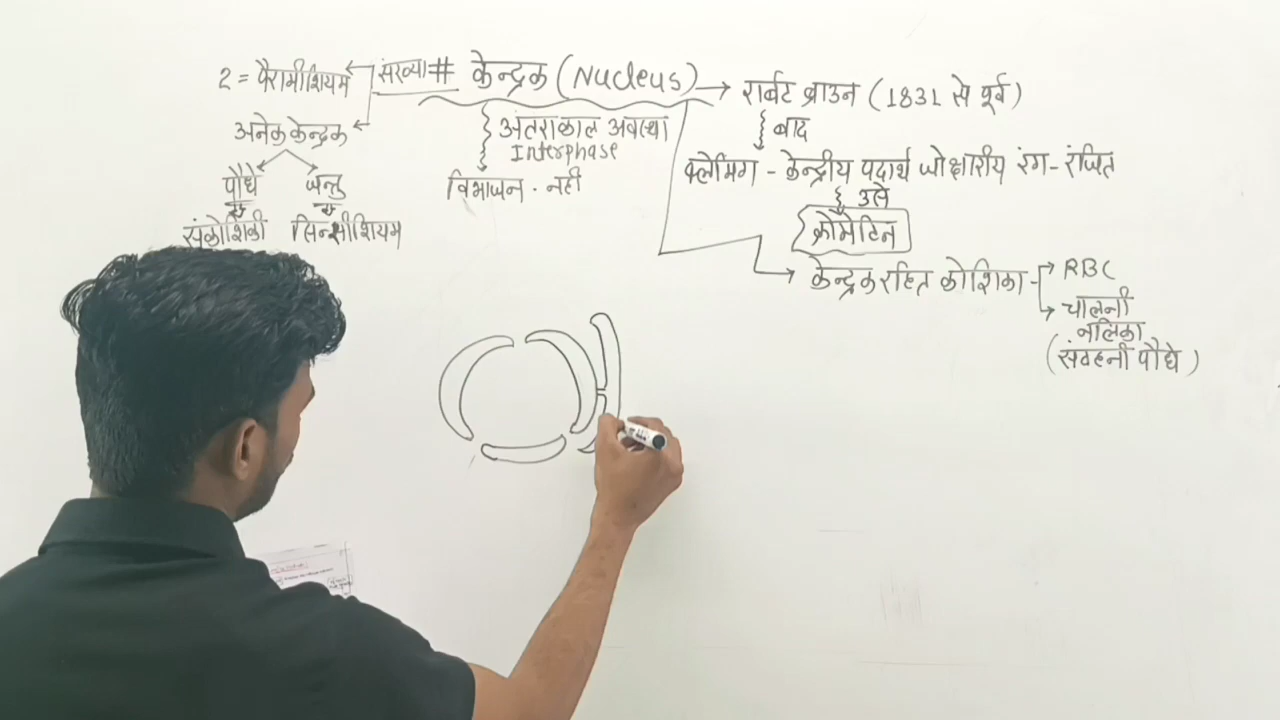 2 = पैरामीशियम
संख्या # केन्द्रक (Nucleus)
रार्बट ब्राउन (1831 से पूर्व)
अनेक केन्द्रक
अंतराकाल अवस्था
Interphase
बाद
पौधे
जन्तु
विभाजन - नहीं
क्लेमिंग - केन्द्रीय पदार्थ जो क्षारीय रंग - रंजित
उसे
संकोशिकी
सिन्सीशियम
क्रोमेटिन
केन्द्रक रहित कोशिका
RBC
चालनी
नलिका
(संवहनी पौधे)